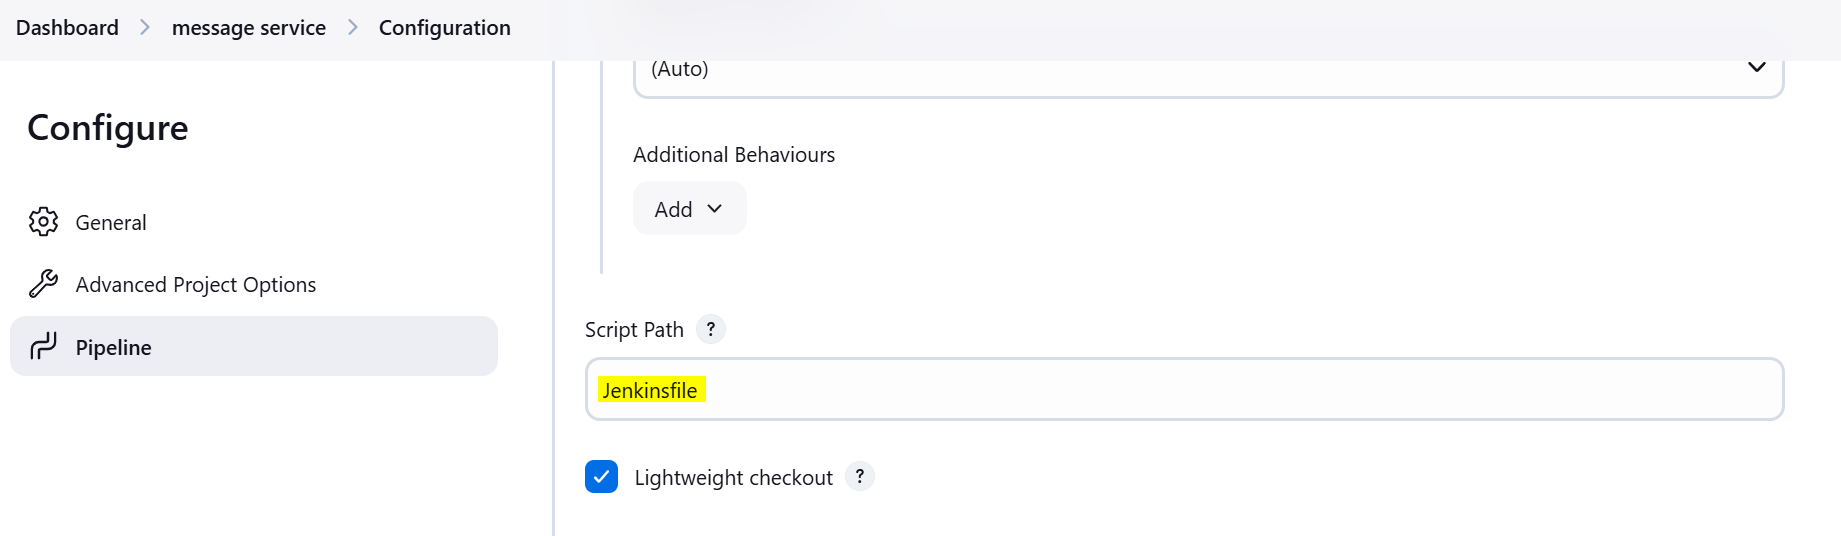 Dashboard > message service > Configuration
(Auto)
Configure
Additional Behaviours
Add
General
Advanced Project Options
Script Path ?
Pipeline
Jenkinsfile
Lightweight checkout ?